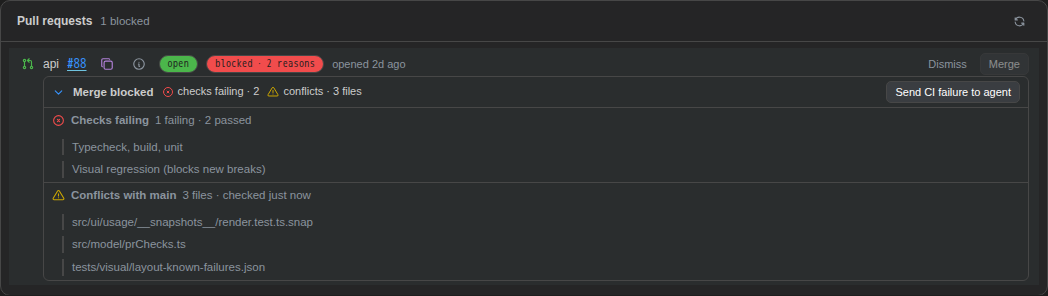 Pull requests 1 blocked
api #88 open blocked · 2 reasons opened 2d ago Dismiss Merge
Merge blocked checks failing · 2 conflicts · 3 files Send CI failure to agent
Checks failing 1 failing · 2 passed
Typecheck, build, unit
Visual regression (blocks new breaks)
Conflicts with main 3 files · checked just now
src/ui/usage/__snapshots__/render.test.ts.snap
src/model/prChecks.ts
tests/visual/layout-known-failures.json